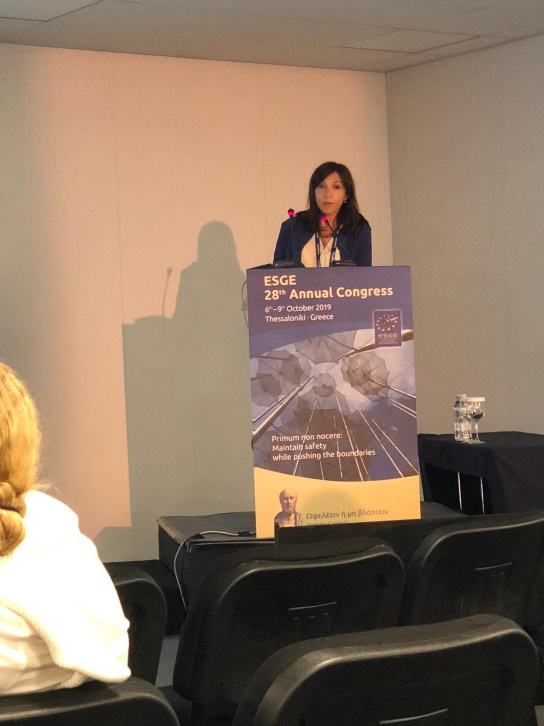 ESGE
28th Annual Congress
6th–9th October 2019
Thessaloniki · Greece
ESGE
Primum non nocere:
Maintain safety
while pushing the boundaries
Ωφελέειν ή μη βλάπτειν